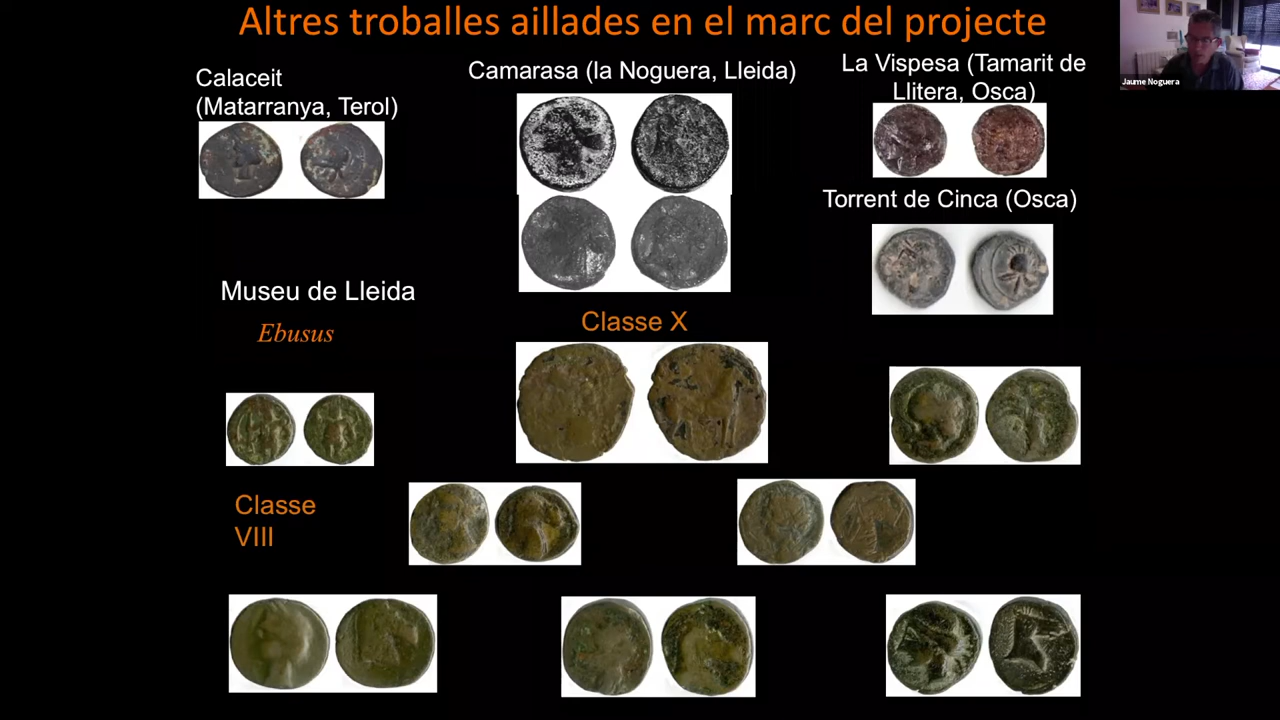 Altres troballes aillades en el marc del projecte
Jaume Noguera
Calaceit
(Matarranya, Terol)
Camarasa (la Noguera, Lleida)
La Vispesa (Tamarit de
Llitera, Osca)
Torrent de Cinca (Osca)
Museu de Lleida
Ebusus
Classe X
Classe
VIII